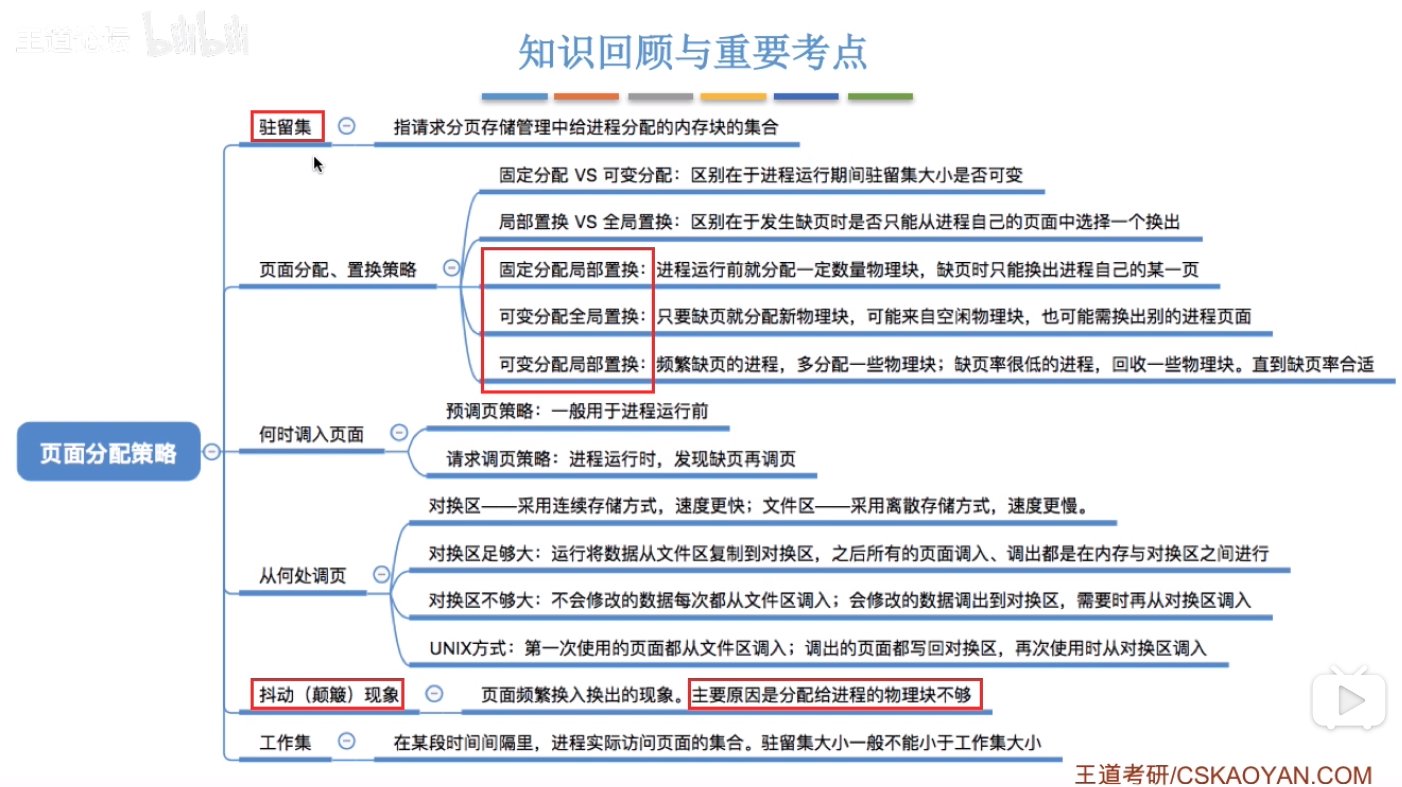 王道论坛 bilibili
知识回顾与重要考点
驻留集
指请求分页存储管理中给进程分配的内存块的集合
页面分配、置换策略
固定分配 VS 可变分配：区别在于进程运行期间驻留集大小是否可变
局部置换 VS 全局置换：区别在于发生缺页时是否只能从进程自己的页面中选择一个换出
固定分配局部置换：进程运行前就分配一定数量物理块，缺页时只能换出进程自己的某一页
可变分配全局置换：只要缺页就分配新物理块，可能来自空闲物理块，也可能需换出别的进程页面
可变分配局部置换：频繁缺页的进程，多分配一些物理块；缺页率很低的进程，回收一些物理块。直到缺页率合适
页面分配策略
何时调入页面
预调页策略：一般用于进程运行前
请求调页策略：进程运行时，发现缺页再调页
从何处调页
对换区——采用连续存储方式，速度更快；文件区——采用离散存储方式，速度更慢。
对换区足够大：运行将数据从文件区复制到对换区，之后所有的页面调入、调出都是在内存与对换区之间进行
对换区不够大：不会修改的数据每次都从文件区调入；会修改的数据调出到对换区，需要时再从对换区调入
UNIX方式：第一次使用的页面都从文件区调入；调出的页面都写回对换区，再次使用时从对换区调入
抖动（颠簸）现象
页面频繁换入换出的现象。主要原因是分配给进程的物理块不够
工作集
在某段时间间隔里，进程实际访问页面的集合。驻留集大小一般不能小于工作集大小
王道考研/CSKAOYAN.COM